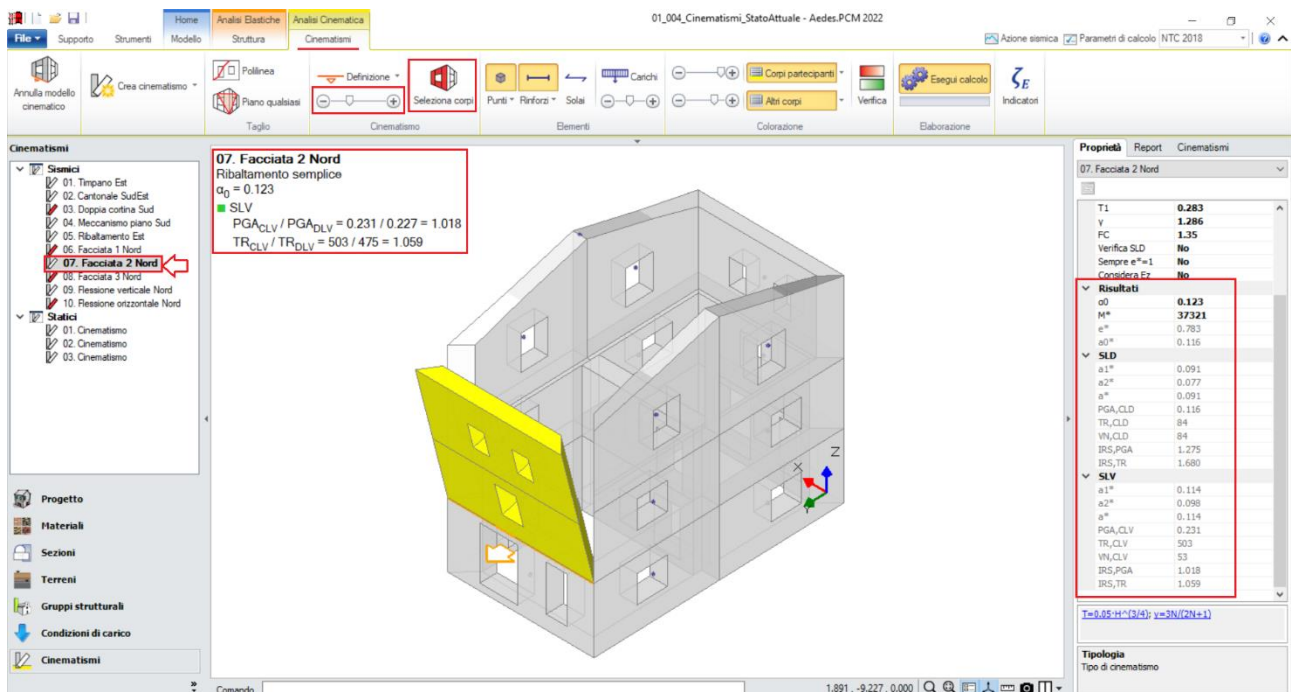 01_004_Cinematismi_StatoAttuale - Aedes.PCM 2022
Home
Analisi Elastiche
Analisi Cinematica
File
Supporto
Strumenti
Modello
Struttura
Cinematismi
Azione sismica
Parametri di calcolo
NTC 2018
Annulla modello cinematico
Crea cinematismo
Polilinea
Piano qualsiasi
Taglio
Definizione
Seleziona corpi
Cinematismo
Punti
Rinforzi
Solai
Carichi
Elementi
Corpi partecipanti
Altri corpi
Colorazione
Verifica
Esegui calcolo
Elaborazione
ζE
Indicatori
Cinematismi
Sismici
01. Timpano Est
02. Cantonale SudEst
03. Doppia cortina Sud
04. Meccanismo piano Sud
05. Ribaltamento Est
06. Facciata 1 Nord
07. Facciata 2 Nord
08. Facciata 3 Nord
09. Flessione verticale Nord
10. Flessione orizzontale Nord
Statici
01. Cinematismo
02. Cinematismo
03. Cinematismo
Progetto
Materiali
Sezioni
Terreni
Gruppi strutturali
Condizioni di carico
Cinematismi
07. Facciata 2 Nord
Ribaltamento semplice
α0 = 0.123
SLV
PGACLV / PGADLV = 0.231 / 0.227 = 1.018
TRCLV / TRDLV = 503 / 475 = 1.059
Z
X
Y
Comando
1.891, -9.227, 0.000
Proprietà Report Cinematismi
07. Facciata 2 Nord
T1 0.283
γ 1.286
FC 1.35
Verifica SLD No
Sempre e*=1 No
Considera Ez No
Risultati
α0 0.123
M* 37321
e* 0.783
a0* 0.116
SLD
a1* 0.091
a2* 0.077
a* 0.091
PGA,CLD 0.116
TR,CLD 84
VN,CLD 84
IRS,PGA 1.275
IRS,TR 1.680
SLV
a1* 0.114
a2* 0.098
a* 0.114
PGA,CLV 0.231
TR,CLV 503
VN,CLV 53
IRS,PGA 1.018
IRS,TR 1.059
T=0.05·H^(3/4); γ=3N/(2N+1)
Tipologia
Tipo di cinematismo